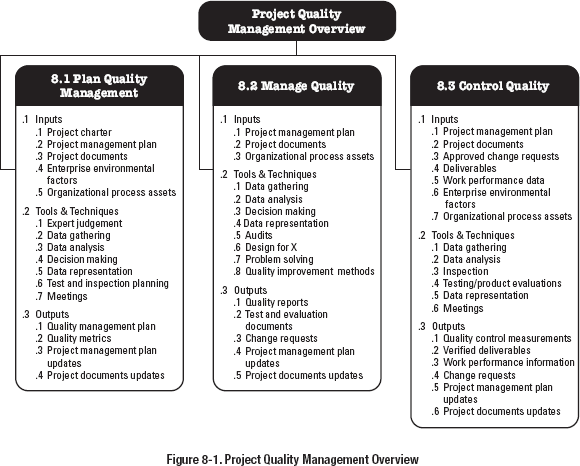 Project Quality
Management Overview
8.1 Plan Quality
Management
.1 Inputs
.1 Project charter
.2 Project management plan
.3 Project documents
.4 Enterprise environmental
factors
.5 Organizational process assets
.2 Tools & Techniques
.1 Expert judgement
.2 Data gathering
.3 Data analysis
.4 Decision making
.5 Data representation
.6 Test and inspection planning
.7 Meetings
.3 Outputs
.1 Quality management plan
.2 Quality metrics
.3 Project management plan
updates
.4 Project documents updates
8.2 Manage Quality
.1 Inputs
.1 Project management plan
.2 Project documents
.3 Organizational process assets
.2 Tools & Techniques
.1 Data gathering
.2 Data analysis
.3 Decision making
.4 Data representation
.5 Audits
.6 Design for X
.7 Problem solving
.8 Quality improvement methods
.3 Outputs
.1 Quality reports
.2 Test and evaluation
documents
.3 Change requests
.4 Project management plan
updates
.5 Project documents updates
8.3 Control Quality
.1 Inputs
.1 Project management plan
.2 Project documents
.3 Approved change requests
.4 Deliverables
.5 Work performance data
.6 Enterprise environmental
factors
.7 Organizational process assets
.2 Tools & Techniques
.1 Data gathering
.2 Data analysis
.3 Inspection
.4 Testing/product evaluations
.5 Data representation
.6 Meetings
.3 Outputs
.1 Quality control measurements
.2 Verified deliverables
.3 Work performance information
.4 Change requests
.5 Project management plan
updates
.6 Project documents updates
Figure 8-1. Project Quality Management Overview